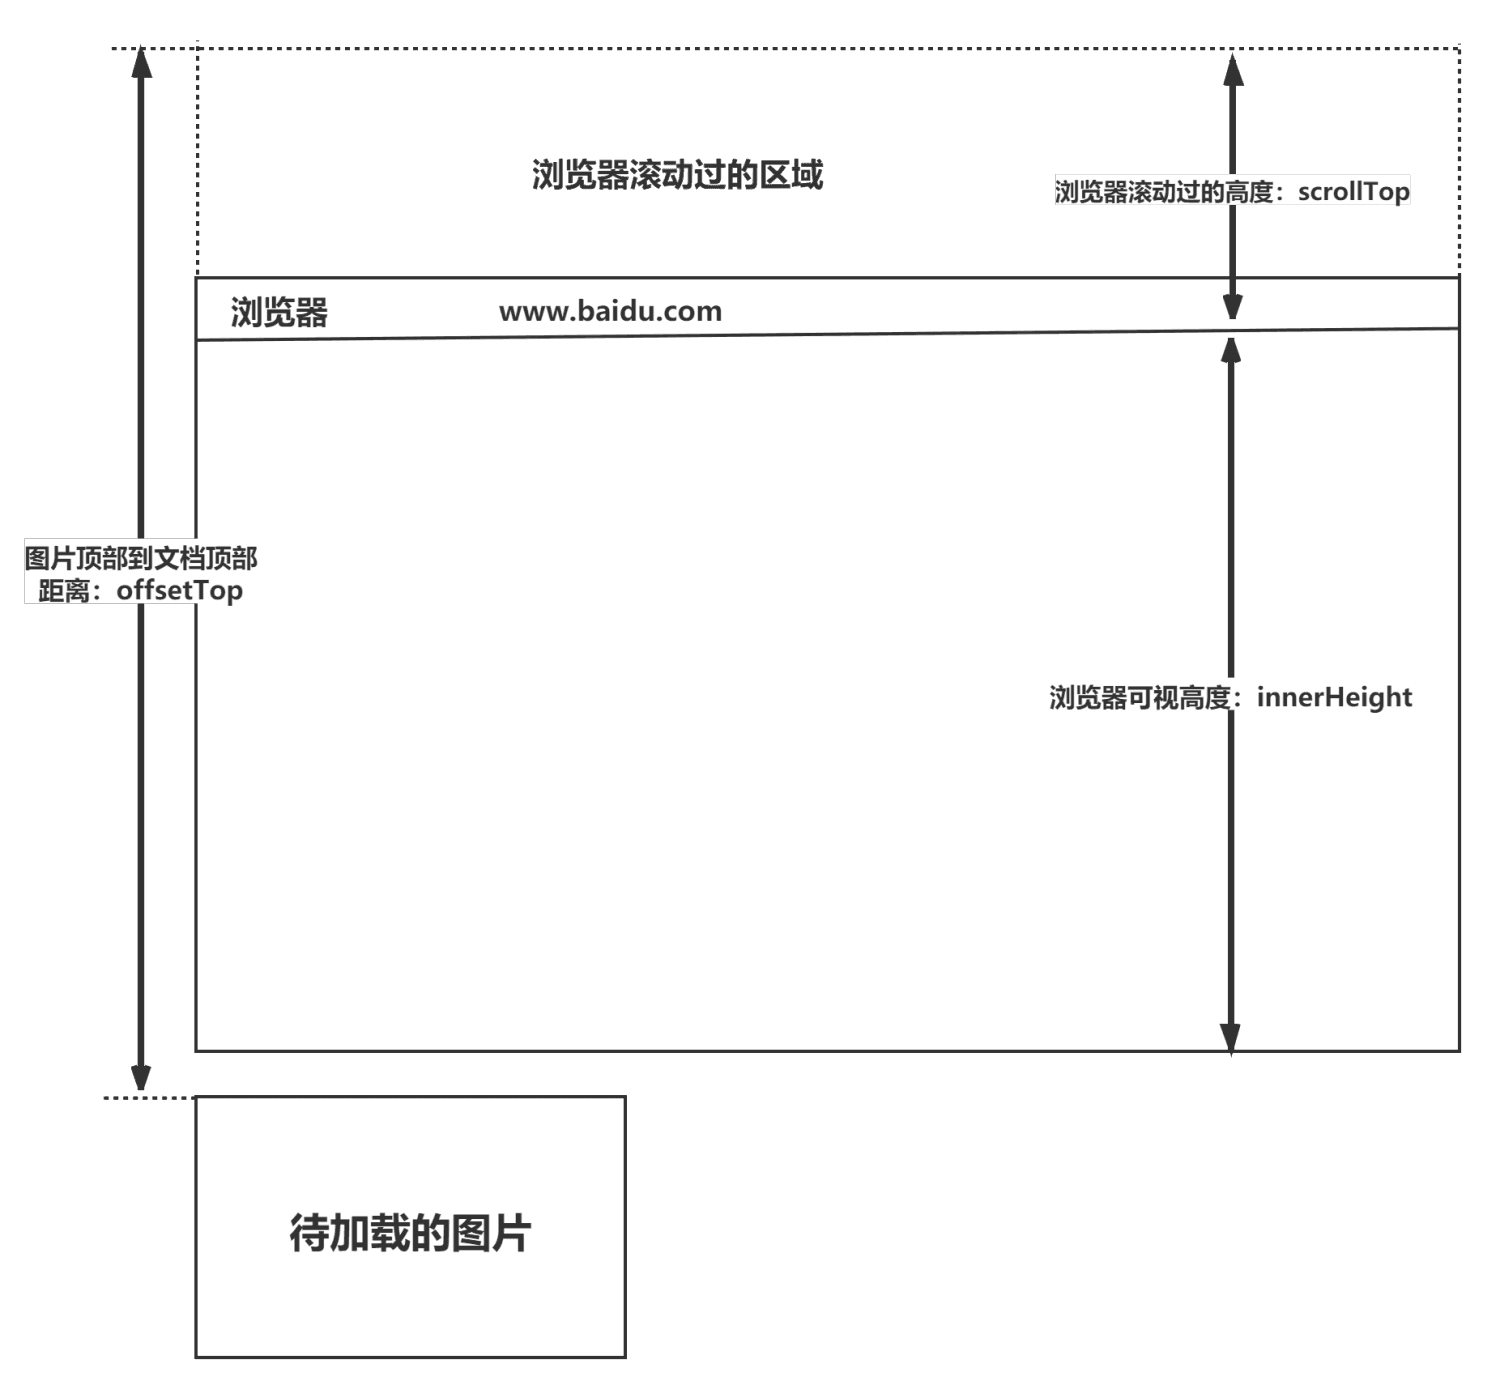 浏览器滚动过的区域
浏览器滚动过的高度：scrollTop
浏览器
www.baidu.com
图片顶部到文档顶部
距离：offsetTop
浏览器可视高度：innerHeight
待加载的图片